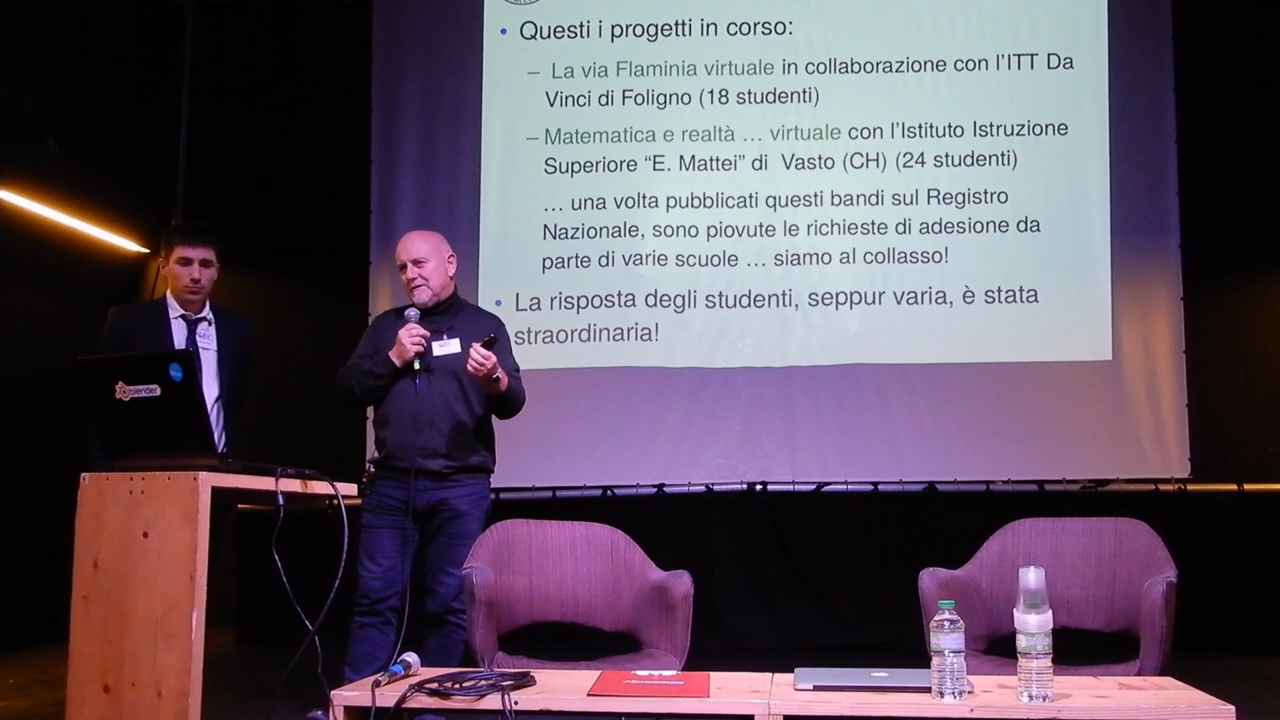 • Questi i progetti in corso:
– La via Flaminia virtuale in collaborazione con l'ITT Da
Vinci di Foligno (18 studenti)
– Matematica e realtà … virtuale con l'Istituto Istruzione
Superiore “E. Mattei” di Vasto (CH) (24 studenti)
… una volta pubblicati questi bandi sul Registro
Nazionale, sono piovute le richieste di adesione da
parte di varie scuole … siamo al collasso!
• La risposta degli studenti, seppur varia, è stata
straordinaria!
blender